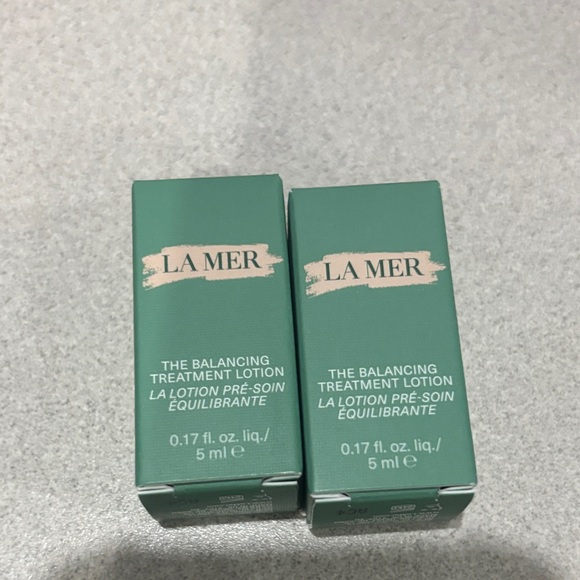 LA MER
THE BALANCING
TREATMENT LOTION
LA LOTION PRÉ-SOIN
ÉQUILIBRANTE
0.17 fl. oz. liq./
5 ml ℮
LA MER
THE BALANCING
TREATMENT LOTION
LA LOTION PRÉ-SOIN
ÉQUILIBRANTE
0.17 fl. oz. liq./
5 ml ℮